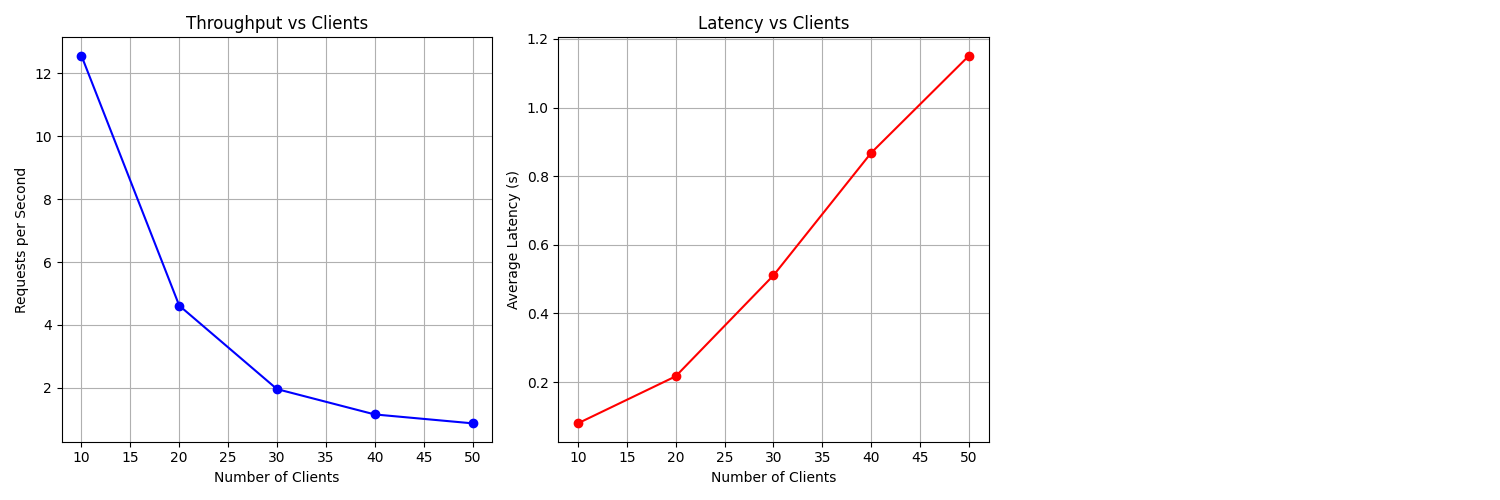 Throughput vs Clients
Requests per Second
12
10
8
6
4
2
10 15 20 25 30 35 40 45 50
Number of Clients
Latency vs Clients
Average Latency (s)
1.2
1.0
0.8
0.6
0.4
0.2
10 15 20 25 30 35 40 45 50
Number of Clients